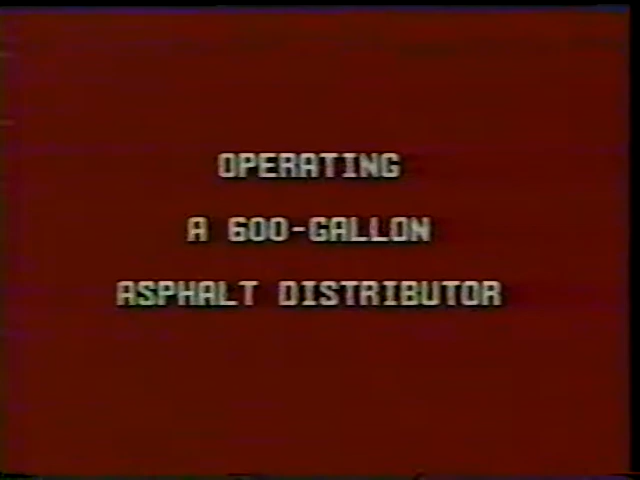 OPERATING
A 600-GALLON
ASPHALT DISTRIBUTOR